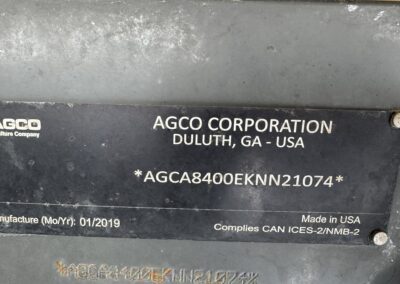 AGCO
AGCO CORPORATION
DULUTH, GA - USA
*AGCA8400EKNN21074*
(Mo/Yr): 01/2019
Made in USA
Complies CAN ICES-2/NMB-2
*AGCA8400EKNN21074*